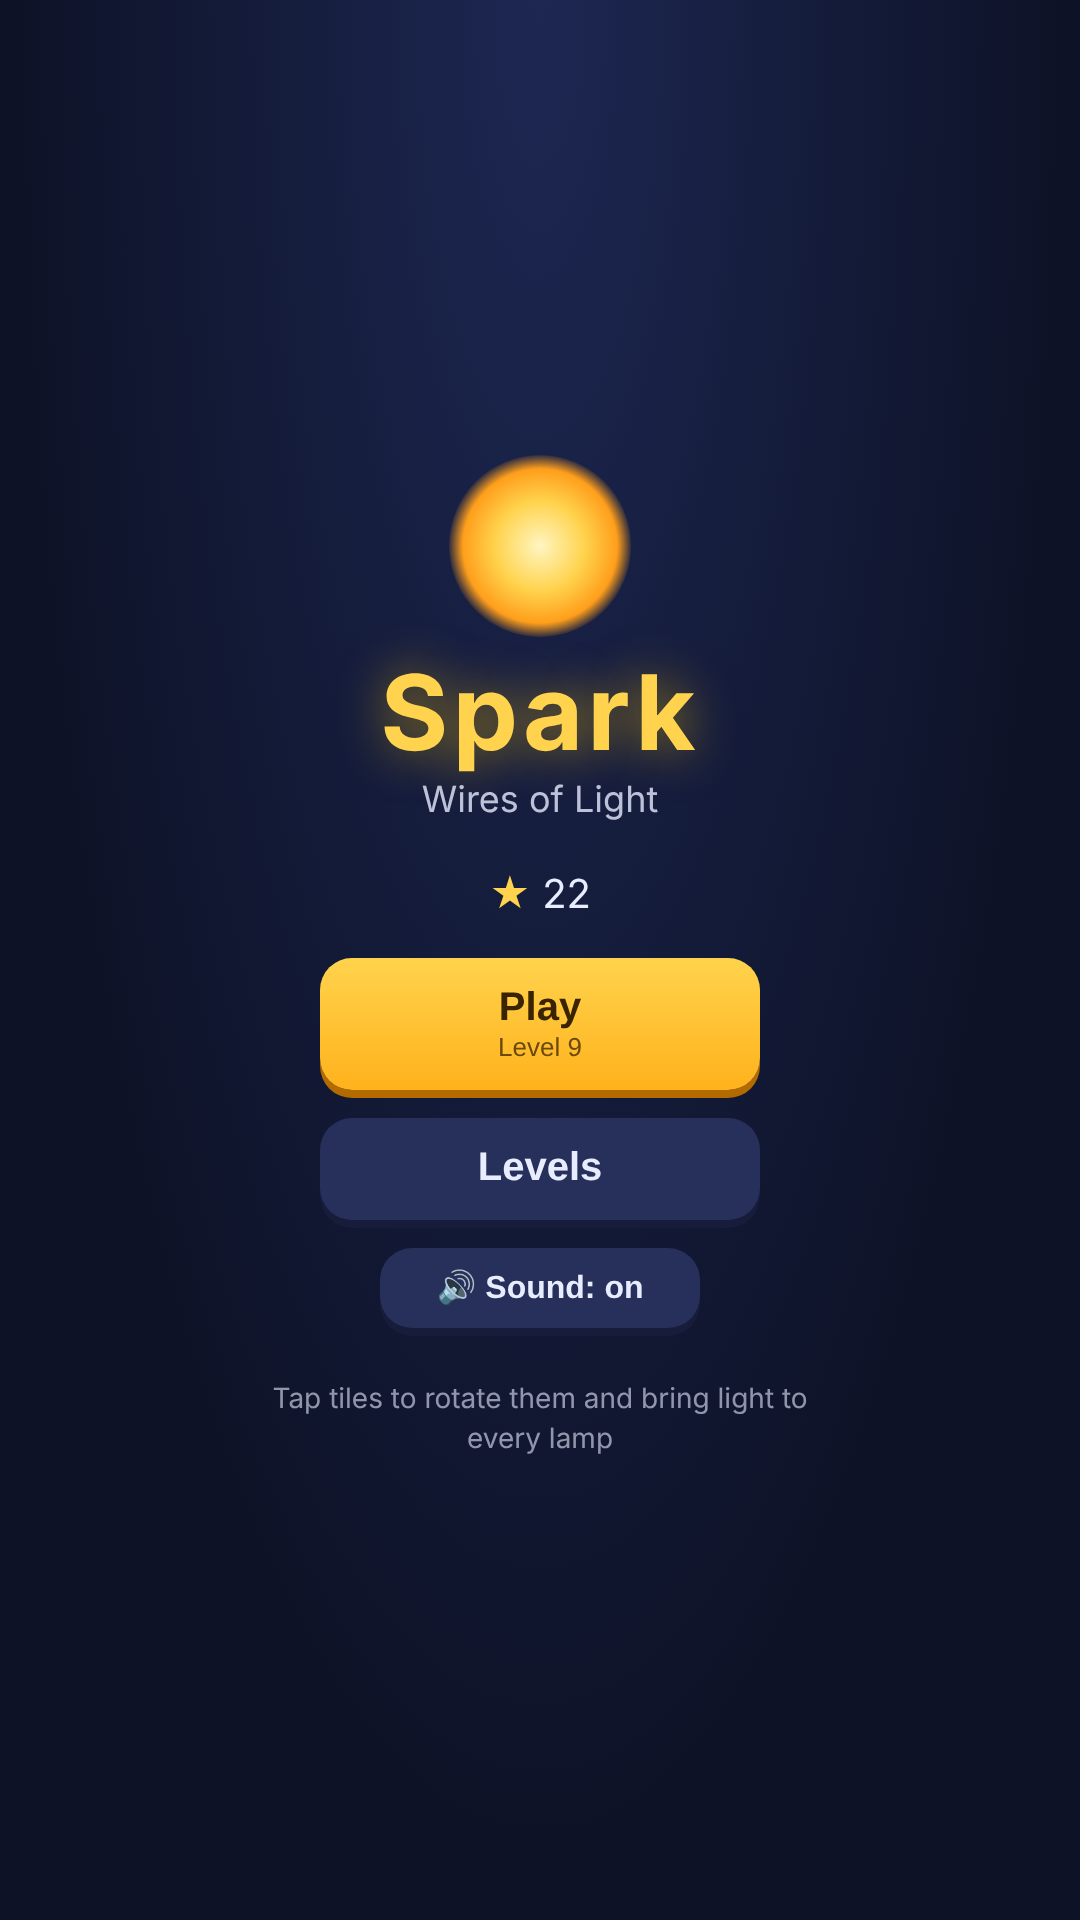 Spark
Wires of Light
★ 22
Play
Level 9
Levels
🔊 Sound: on
Tap tiles to rotate them and bring light to
every lamp